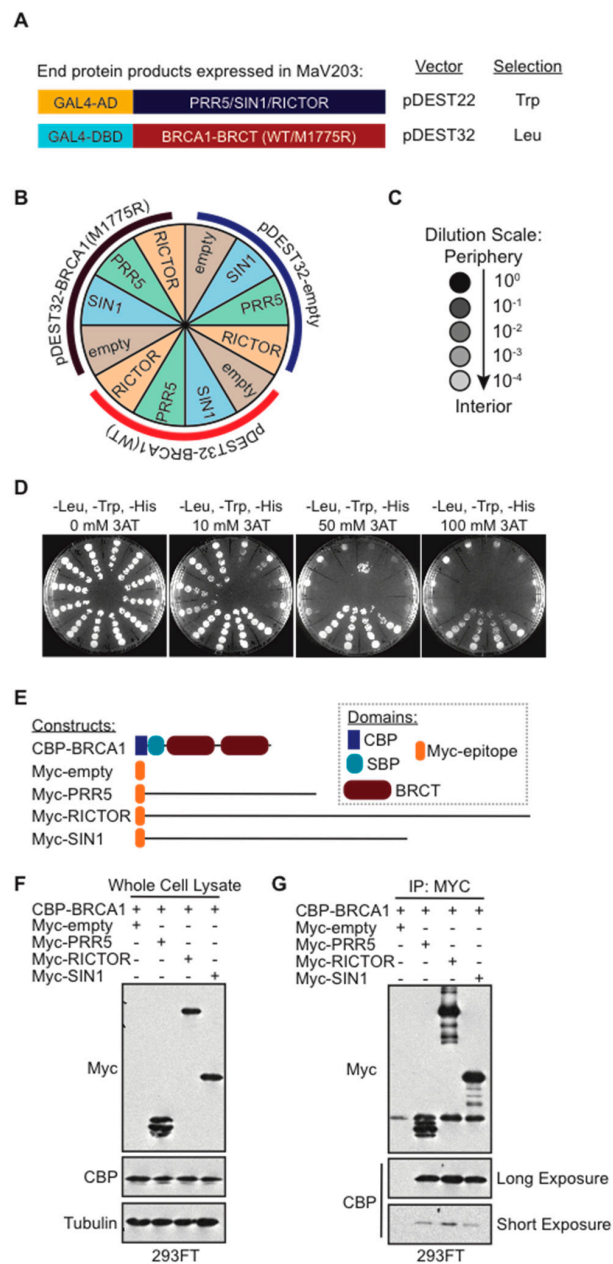 A
End protein products expressed in MaV203:
Vector
Selection
GAL4-AD
PRR5/SIN1/RICTOR
pDEST22
Trp
GAL4-DBD
BRCA1-BRCT (WT/M1775R)
pDEST32
Leu
B
pDEST32-BRCA1(M1775R)
pDEST32-empty
pDEST32-BRCA1(WT)
empty
SIN1
PRR5
RICTOR
empty
SIN1
PRR5
RICTOR
empty
SIN1
PRR5
RICTOR
C
Dilution Scale:
Periphery
10⁰
10⁻¹
10⁻²
10⁻³
10⁻⁴
Interior
D
-Leu, -Trp, -His
0 mM 3AT
-Leu, -Trp, -His
10 mM 3AT
-Leu, -Trp, -His
50 mM 3AT
-Leu, -Trp, -His
100 mM 3AT
E
Constructs:
CBP-BRCA1
Myc-empty
Myc-PRR5
Myc-RICTOR
Myc-SIN1
Domains:
CBP
SBP
Myc-epitope
BRCT
F
Whole Cell Lysate
CBP-BRCA1 + + + +
Myc-empty + - - -
Myc-PRR5 - + - -
Myc-RICTOR - - + -
Myc-SIN1 - - - +
Myc
CBP
Tubulin
293FT
G
IP: MYC
CBP-BRCA1 + + + +
Myc-empty + - - -
Myc-PRR5 - + - -
Myc-RICTOR - - + -
Myc-SIN1 - - - +
Myc
CBP
Long Exposure
Short Exposure
293FT